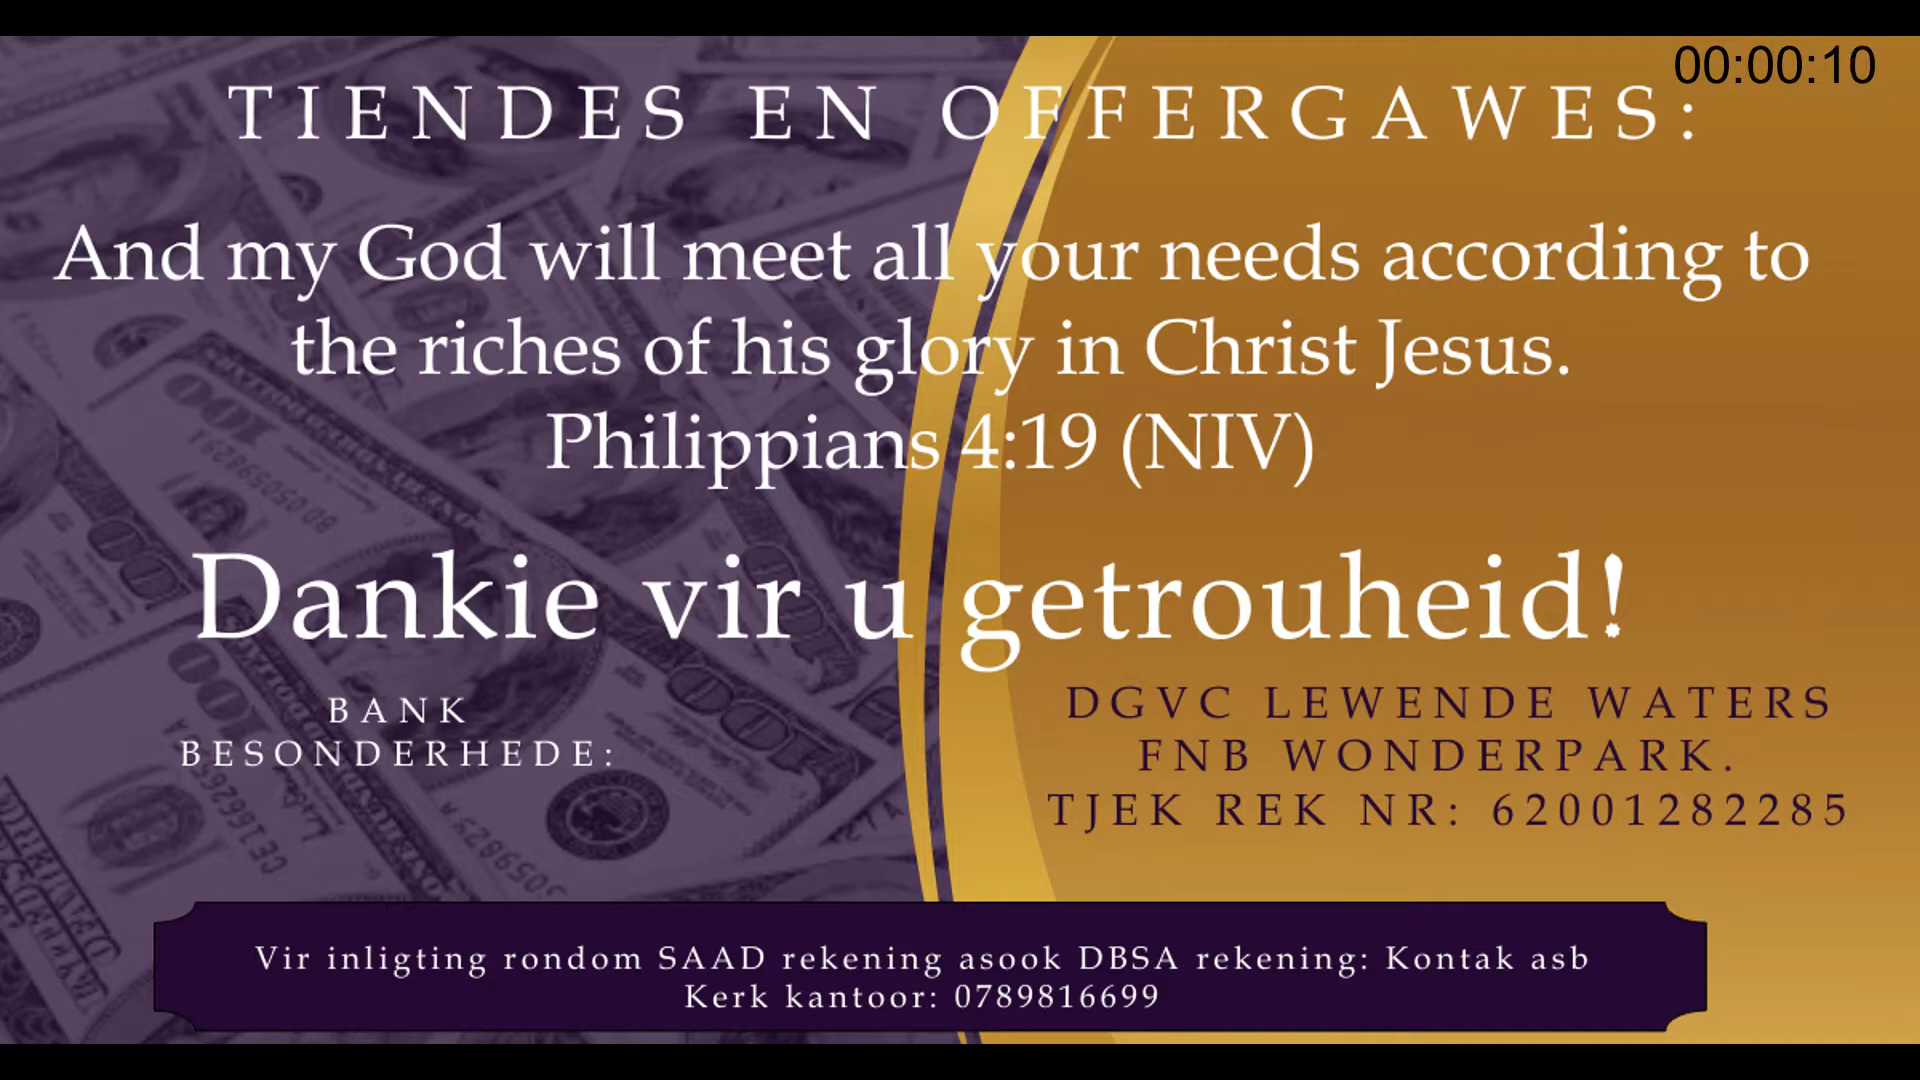 00:00:10
TIENDES EN OFFERGAWES:
And my God will meet all your needs according to
the riches of his glory in Christ Jesus.
Philippians 4:19 (NIV)
Dankie vir u getrouheid!
BANK
BESONDERHEDE:
DGVC LEWENDE WATERS
FNB WONDERPARK.
TJEK REK NR: 62001282285
Vir inligting rondom SAAD rekening asook DBSA rekening: Kontak asb
Kerk kantoor: 0789816699